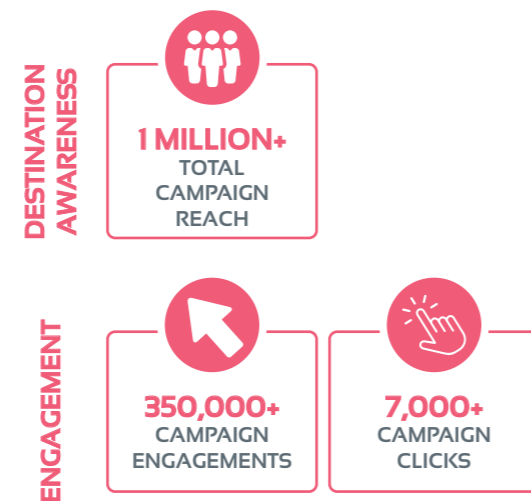 DESTINATION
AWARENESS
1 MILLION+
TOTAL
CAMPAIGN
REACH
ENGAGEMENT
350,000+
CAMPAIGN
ENGAGEMENTS
7,000+
CAMPAIGN
CLICKS